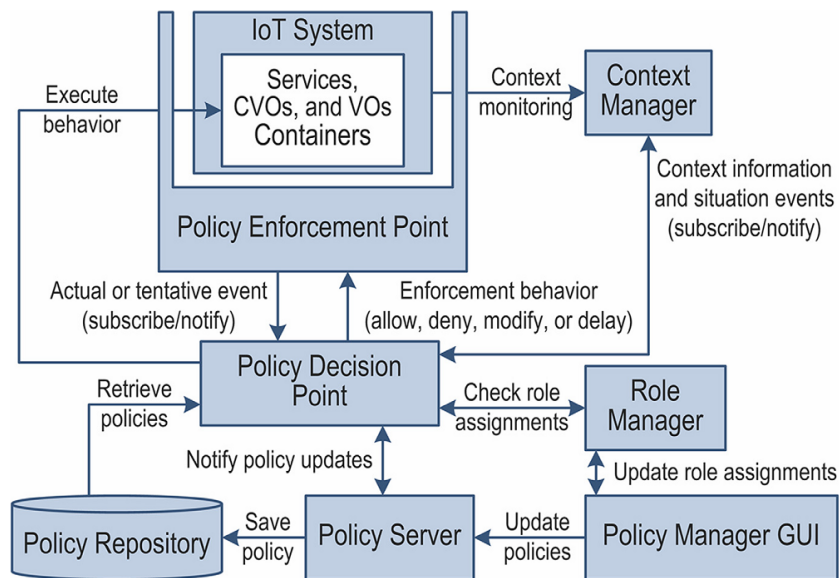 IoT System
Services,
CVOs, and VOs
Containers
Execute
behavior
Context
monitoring
Context
Manager
Context information
and situation events
(subscribe/notify)
Policy Enforcement Point
Actual or tentative event
(subscribe/notify)
Enforcement behavior
(allow, deny, modify, or delay)
Policy Decision
Point
Retrieve
policies
Check role
assignments
Role
Manager
Notify policy updates
Update role assignments
Policy Repository
Save
policy
Policy Server
Update
policies
Policy Manager GUI